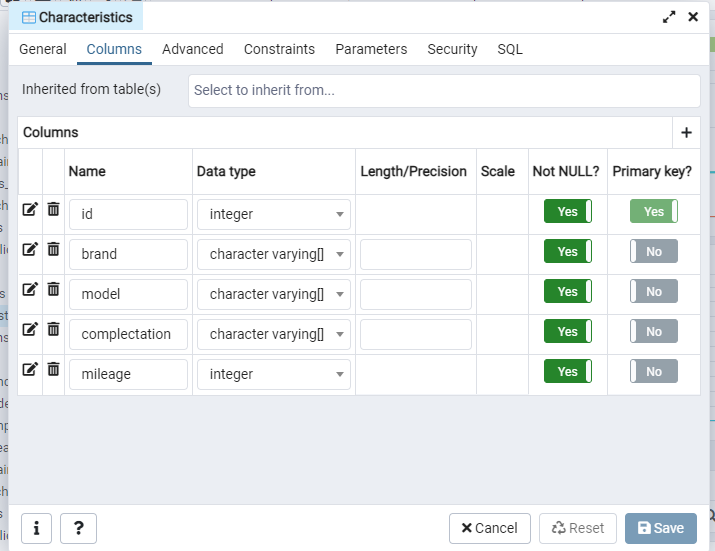 Characteristics
General Columns Advanced Constraints Parameters Security SQL
Inherited from table(s) Select to inherit from...
Columns
Name Data type Length/Precision Scale Not NULL? Primary key?
id integer Yes Yes
brand character varying[] Yes No
model character varying[] Yes No
complectation character varying[] Yes No
mileage integer Yes No
i ? Cancel Reset Save